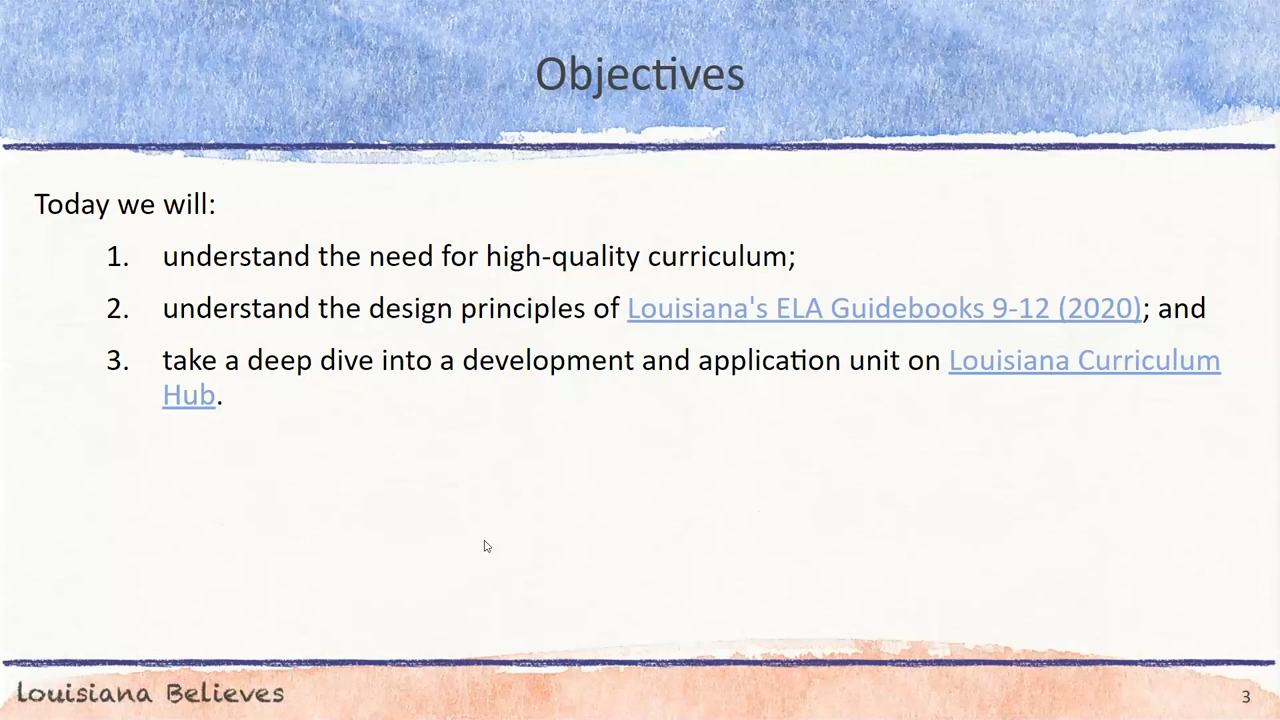 Objectives
Today we will:
1. understand the need for high-quality curriculum;
2. understand the design principles of Louisiana's ELA Guidebooks 9-12 (2020); and
3. take a deep dive into a development and application unit on Louisiana Curriculum
Hub.
Louisiana Believes
3